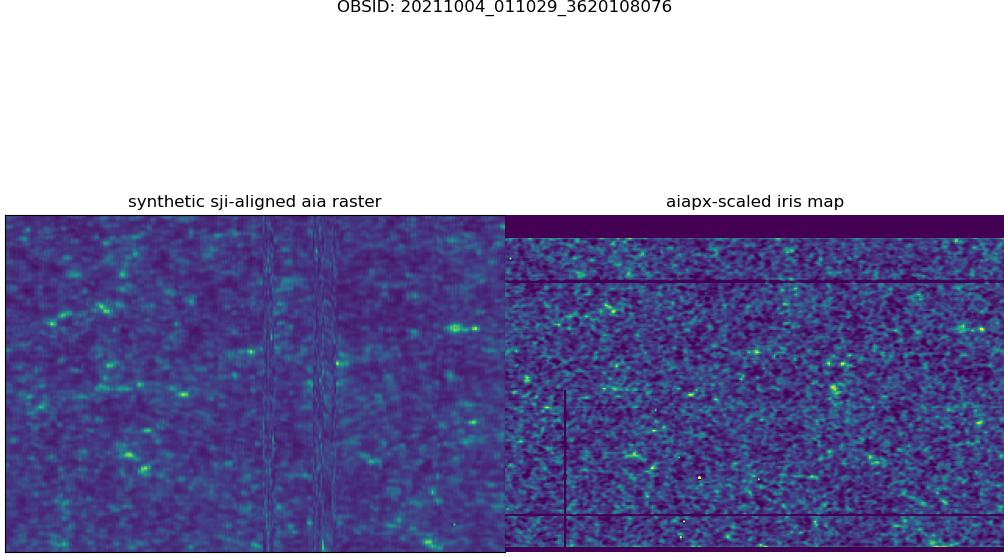 OBSID: 20211004_011029_3620108076
synthetic sji-aligned aia raster
aiapx-scaled iris map